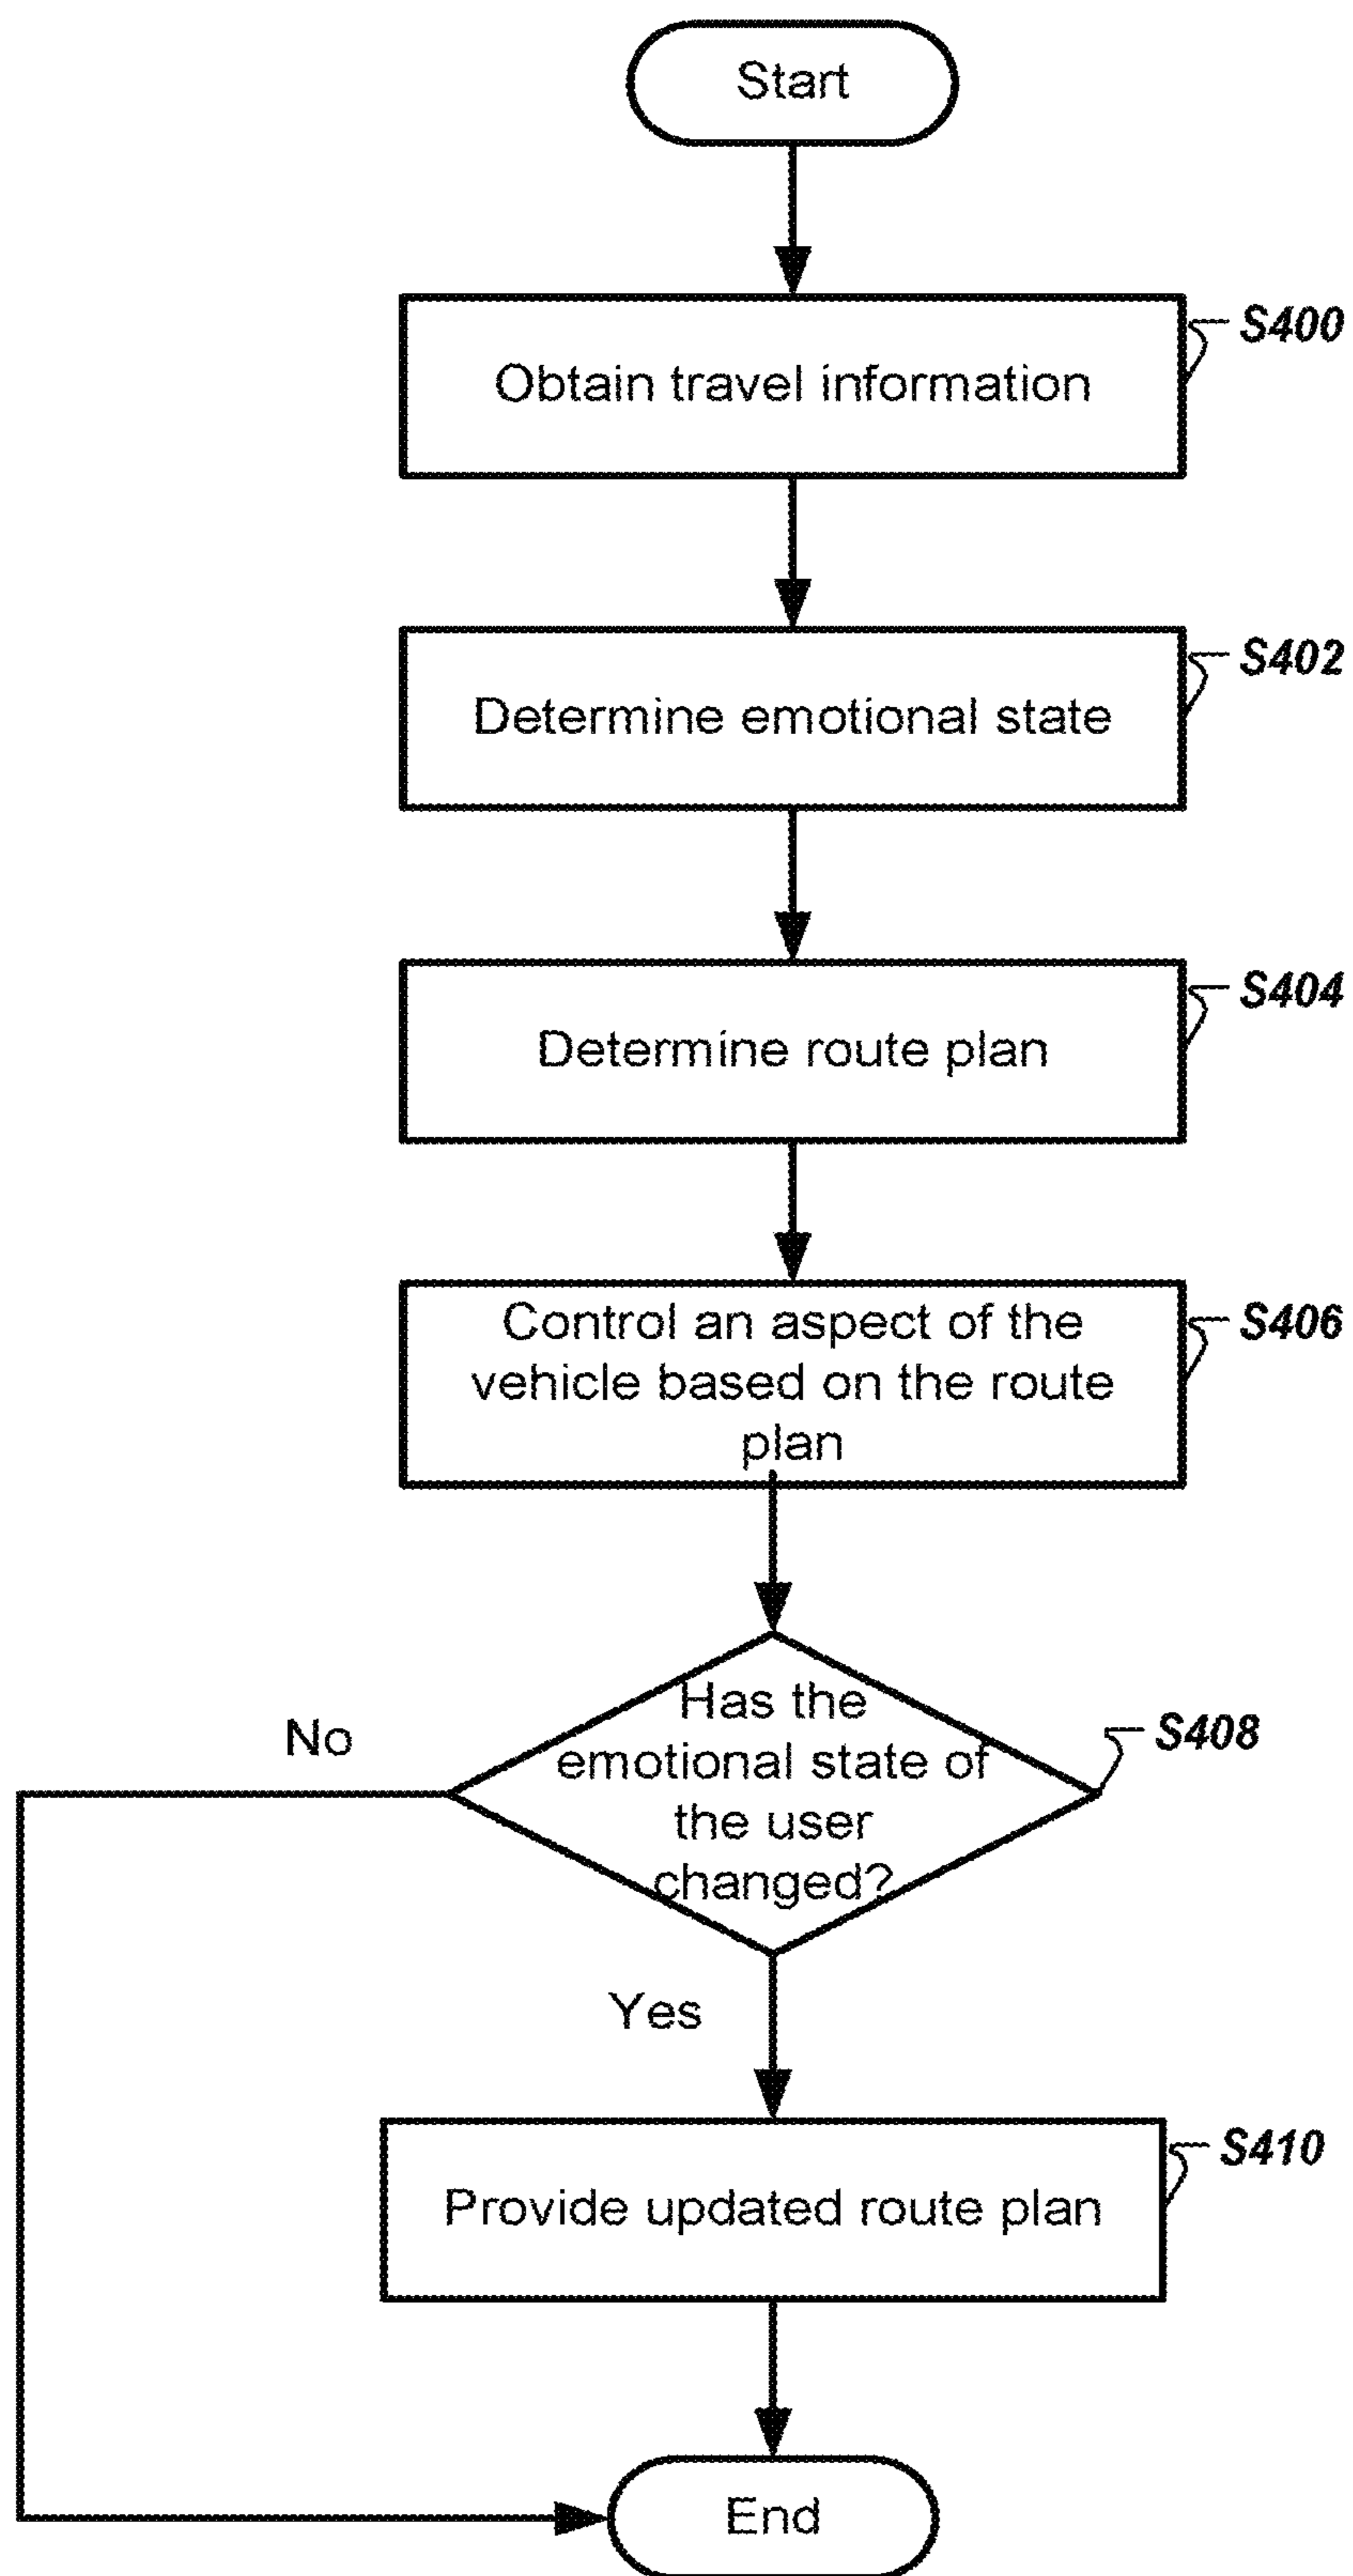 Start
S400
Obtain travel information
S402
Determine emotional state
S404
Determine route plan
S406
Control an aspect of the
vehicle based on the route
plan
S408
No
Has the
emotional state of
the user
changed?
Yes
S410
Provide updated route plan
End